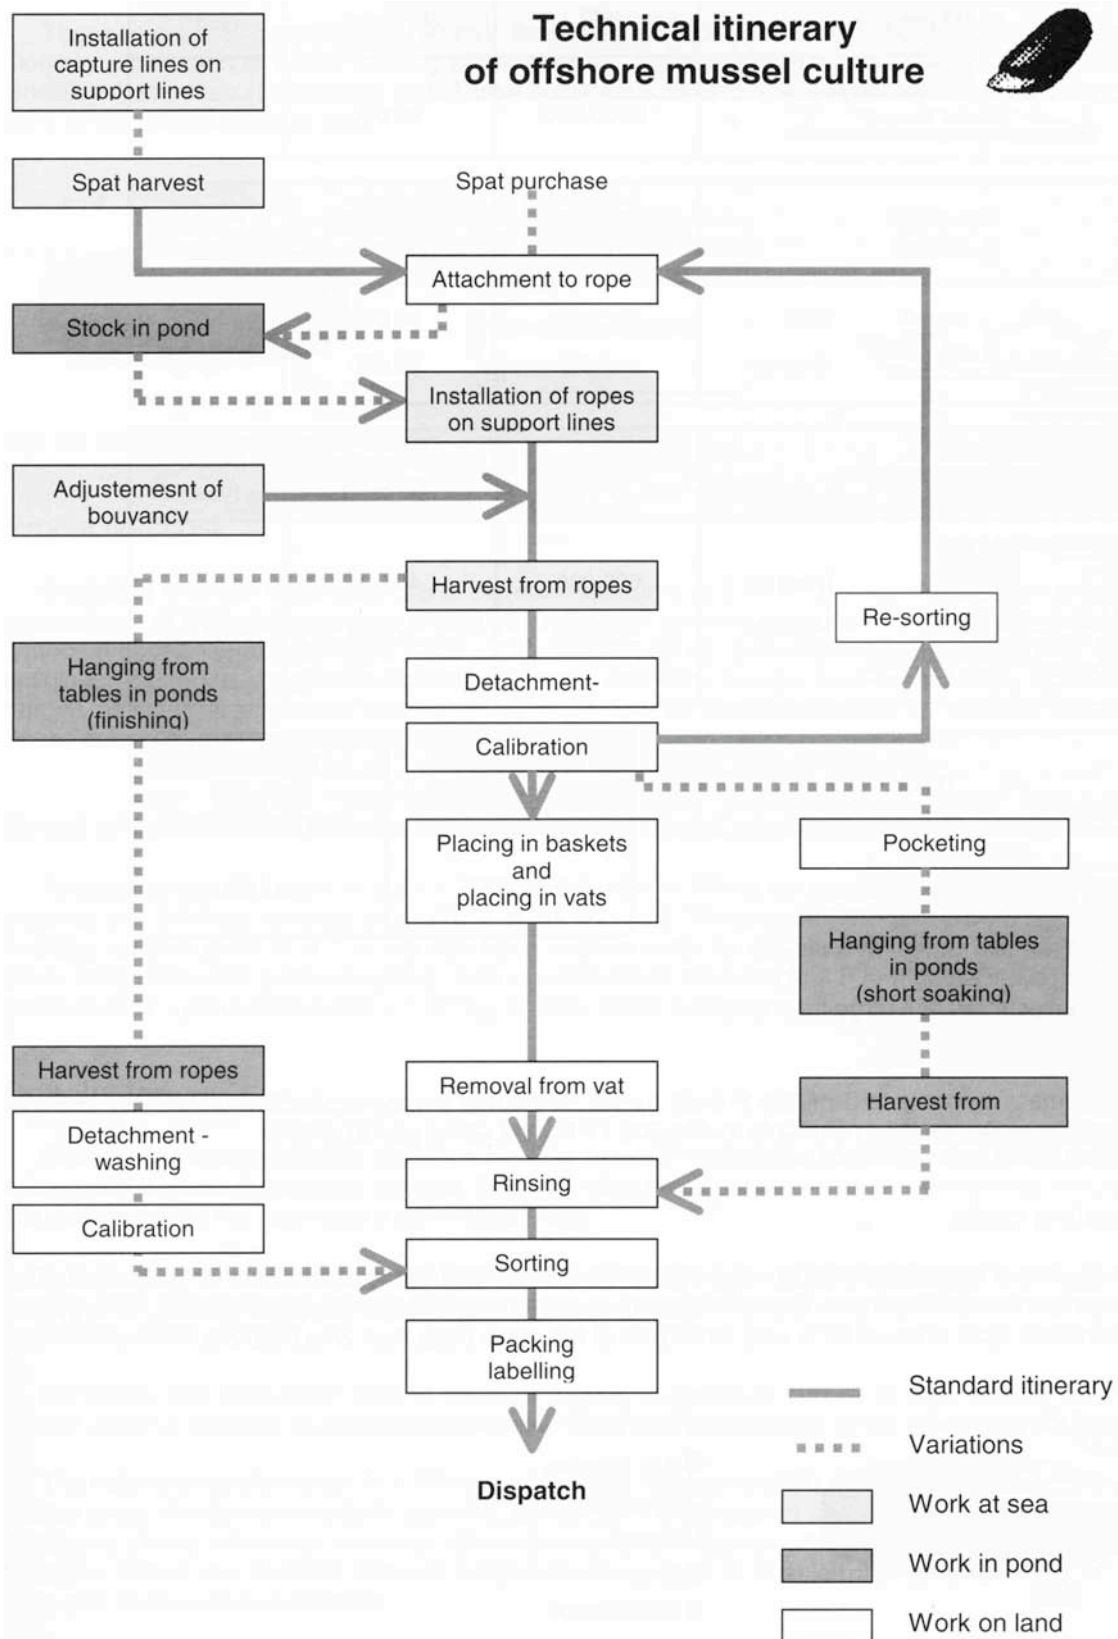 Technical itinerary
of offshore mussel culture
Installation of
capture lines on
support lines
Spat harvest
Spat purchase
Attachment to rope
Stock in pond
Installation of ropes
on support lines
Adjustemesnt of
bouyancy
Harvest from ropes
Re-sorting
Hanging from
tables in ponds
(finishing)
Detachment-
Calibration
Placing in baskets
and
placing in vats
Pocketing
Hanging from tables
in ponds
(short soaking)
Harvest from ropes
Removal from vat
Harvest from
Detachment -
washing
Rinsing
Calibration
Sorting
Packing
labelling
Dispatch
Standard itinerary
Variations
Work at sea
Work in pond
Work on land